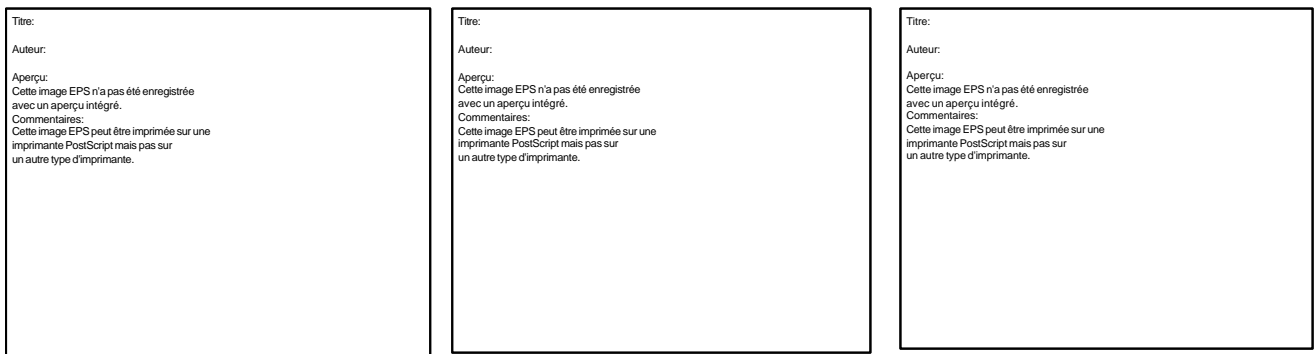 Titre:
Auteur:
Aperçu:
Cette image EPS n'a pas été enregistrée
avec un aperçu intégré.
Commentaires:
Cette image EPS peut être imprimée sur une
imprimante PostScript mais pas sur
un autre type d'imprimante.
Titre:
Auteur:
Aperçu:
Cette image EPS n'a pas été enregistrée
avec un aperçu intégré.
Commentaires:
Cette image EPS peut être imprimée sur une
imprimante PostScript mais pas sur
un autre type d'imprimante.
Titre:
Auteur:
Aperçu:
Cette image EPS n'a pas été enregistrée
avec un aperçu intégré.
Commentaires:
Cette image EPS peut être imprimée sur une
imprimante PostScript mais pas sur
un autre type d'imprimante.